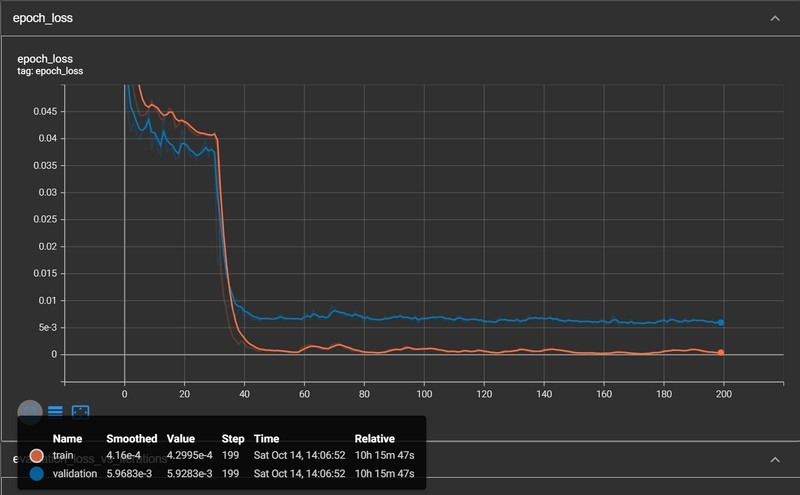 epoch_loss
epoch_loss
tag: epoch_loss
0.045
0.04
0.035
0.03
0.025
0.02
0.015
0.01
5e-3
0
0 20 40 60 80 100 120 140 160 180 200
Name Smoothed Value Step Time Relative
train 4.16e-4 4.2995e-4 199 Sat Oct 14, 14:06:52 10h 15m 47s
validation 5.9683e-3 5.9283e-3 199 Sat Oct 14, 14:06:52 10h 15m 47s